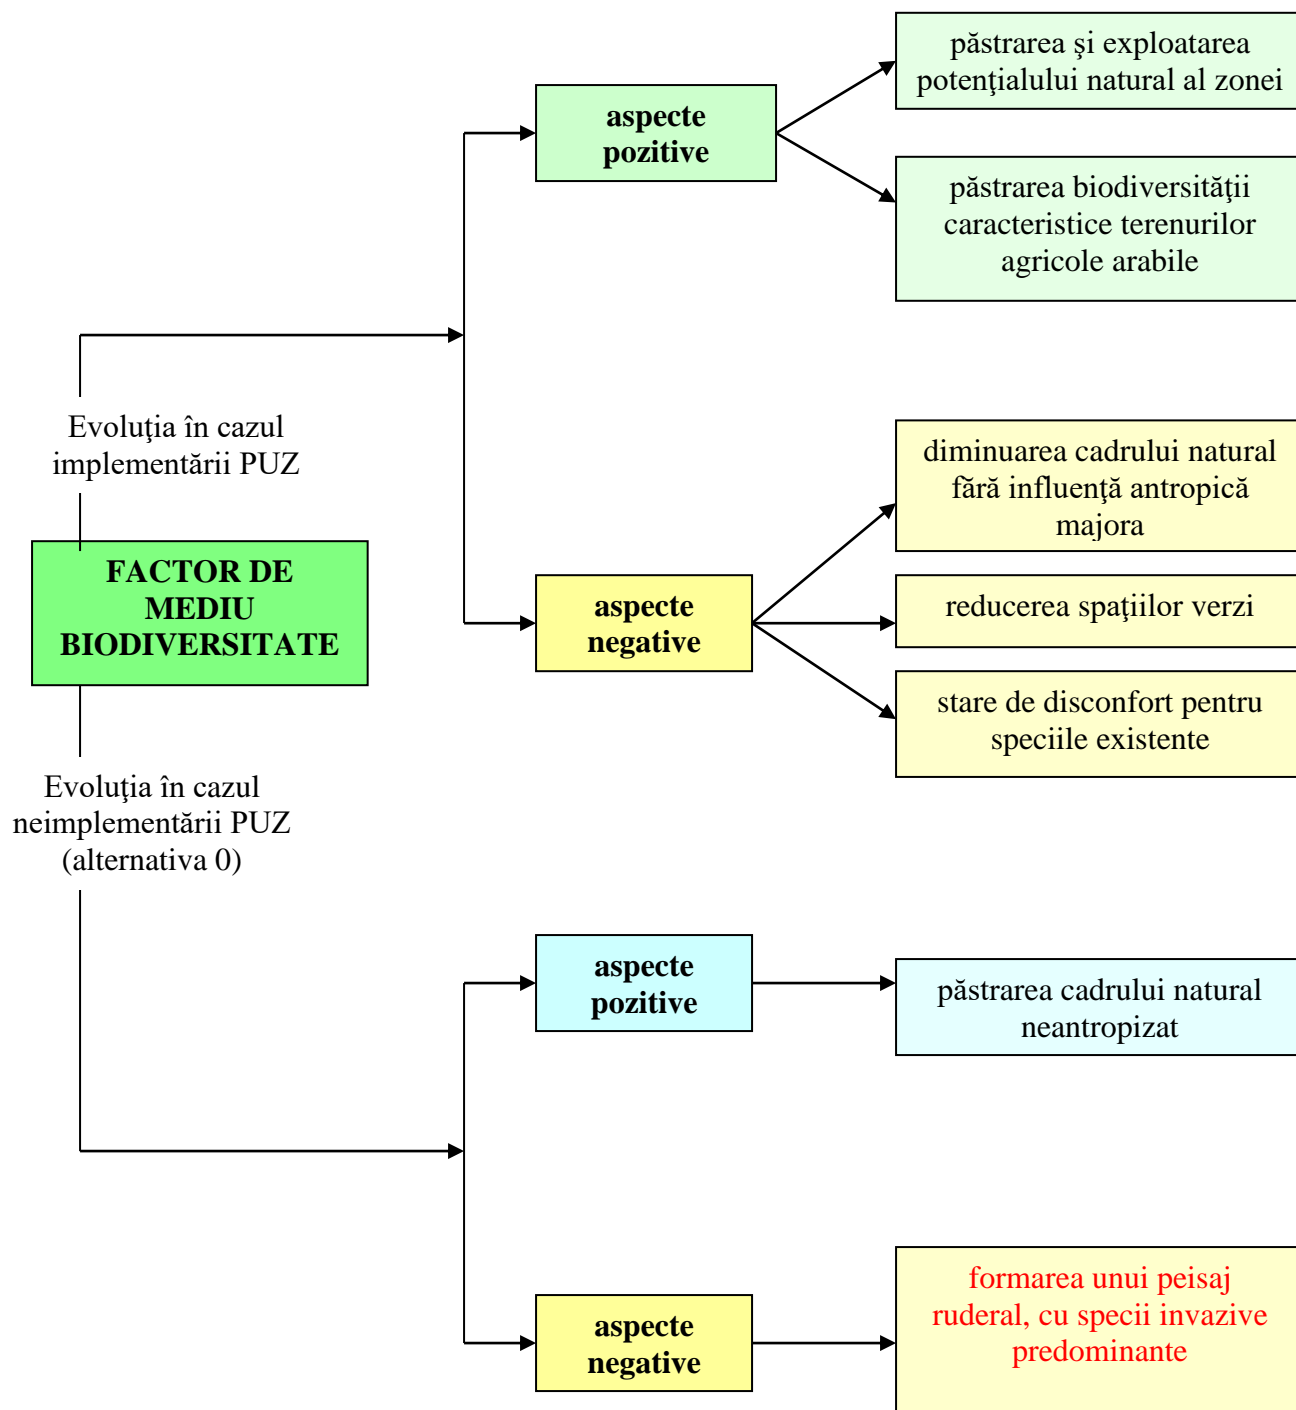 păstrarea şi exploatarea
potenţialului natural al zonei
aspecte
pozitive
păstrarea biodiversităţii
caracteristice terenurilor
agricole arabile
Evoluţia în cazul
implementării PUZ
diminuarea cadrului natural
fără influenţă antropică
majora
FACTOR DE
MEDIU
BIODIVERSITATE
aspecte
negative
reducerea spaţiilor verzi
stare de disconfort pentru
speciile existente
Evoluţia în cazul
neimplementării PUZ
(alternativa 0)
aspecte
pozitive
păstrarea cadrului natural
neantropizat
formarea unui peisaj
ruderal, cu specii invazive
predominante
aspecte
negative